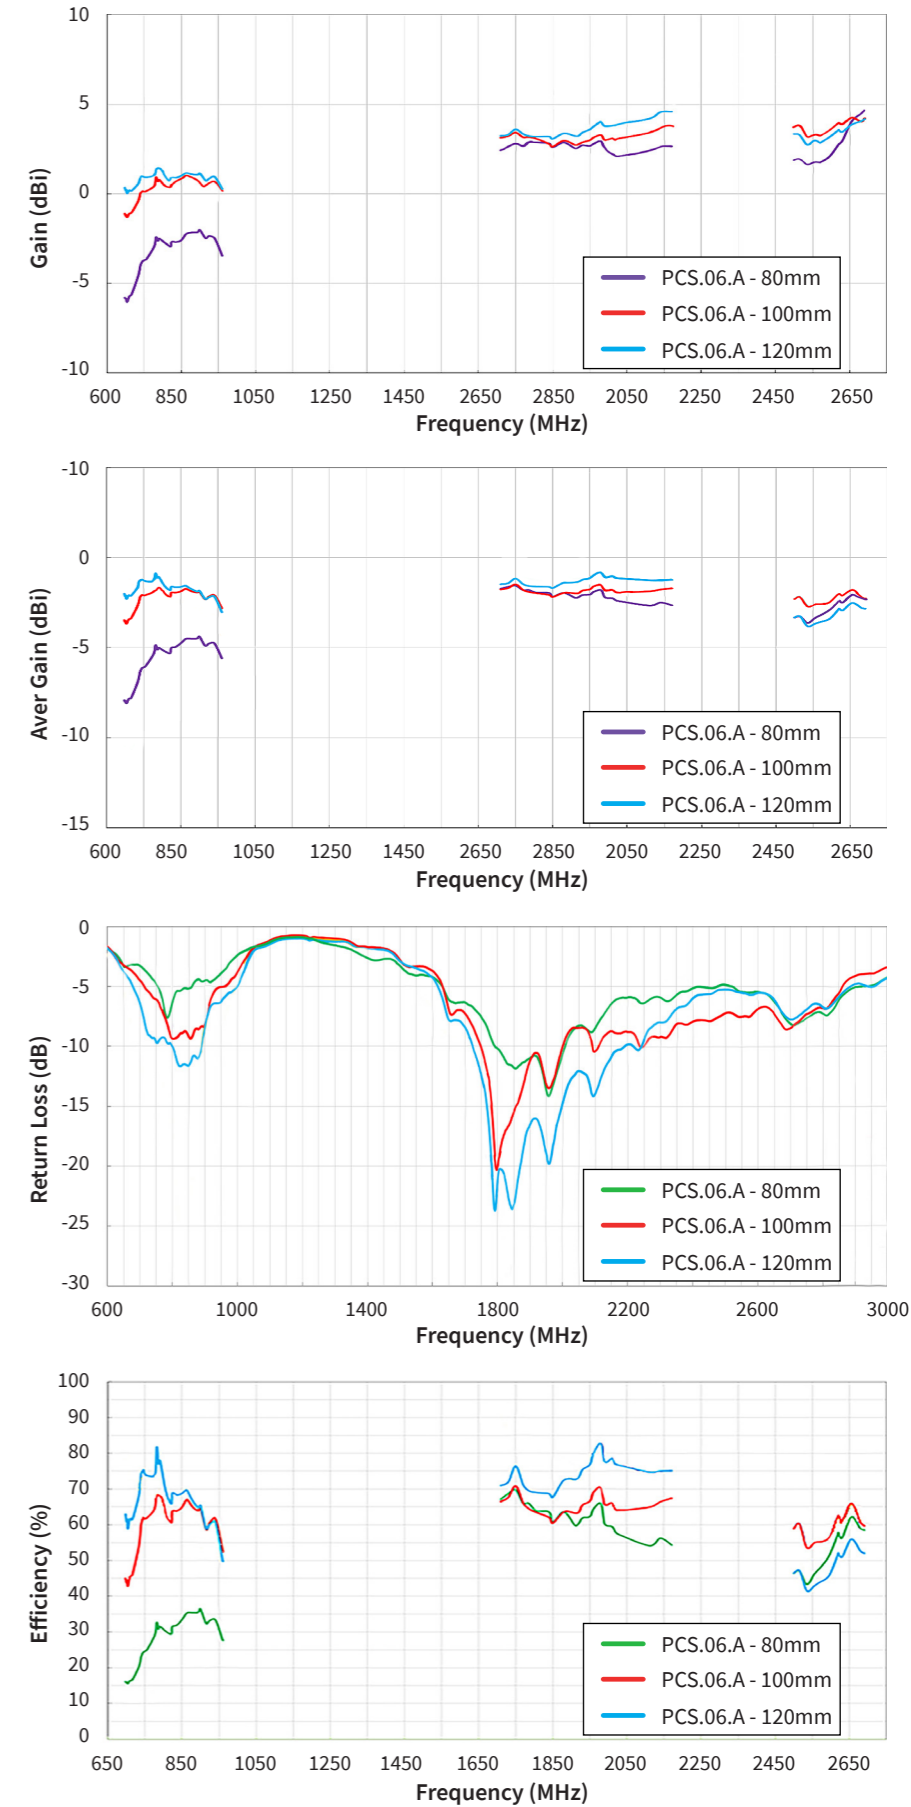 10
5
0
-5
-10
Gain (dBi)
PCS.06.A - 80mm
PCS.06.A - 100mm
PCS.06.A - 120mm
600 850 1050 1250 1450 2650 2850 2050 2250 2450 2650
Frequency (MHz)
-10
0
-5
-10
-15
Aver Gain (dBi)
PCS.06.A - 80mm
PCS.06.A - 100mm
PCS.06.A - 120mm
600 850 1050 1250 1450 2650 2850 2050 2250 2450 2650
Frequency (MHz)
0
-5
-10
-15
-20
-25
-30
Return Loss (dB)
PCS.06.A - 80mm
PCS.06.A - 100mm
PCS.06.A - 120mm
600 1000 1400 1800 2200 2600 3000
Frequency (MHz)
100
90
80
70
60
50
40
30
20
10
0
Efficiency (%)
PCS.06.A - 80mm
PCS.06.A - 100mm
PCS.06.A - 120mm
650 850 1050 1250 1450 1650 1850 2050 2250 2450 2650
Frequency (MHz)